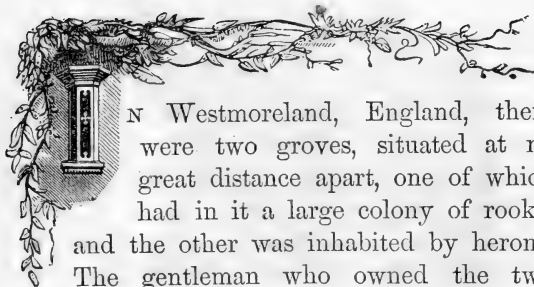 IN Westmoreland, England, ther
were two groves, situated at n
great distance apart, one of whic
had in it a large colony of rook
and the other was inhabited by heron
The gentleman who owned the tw